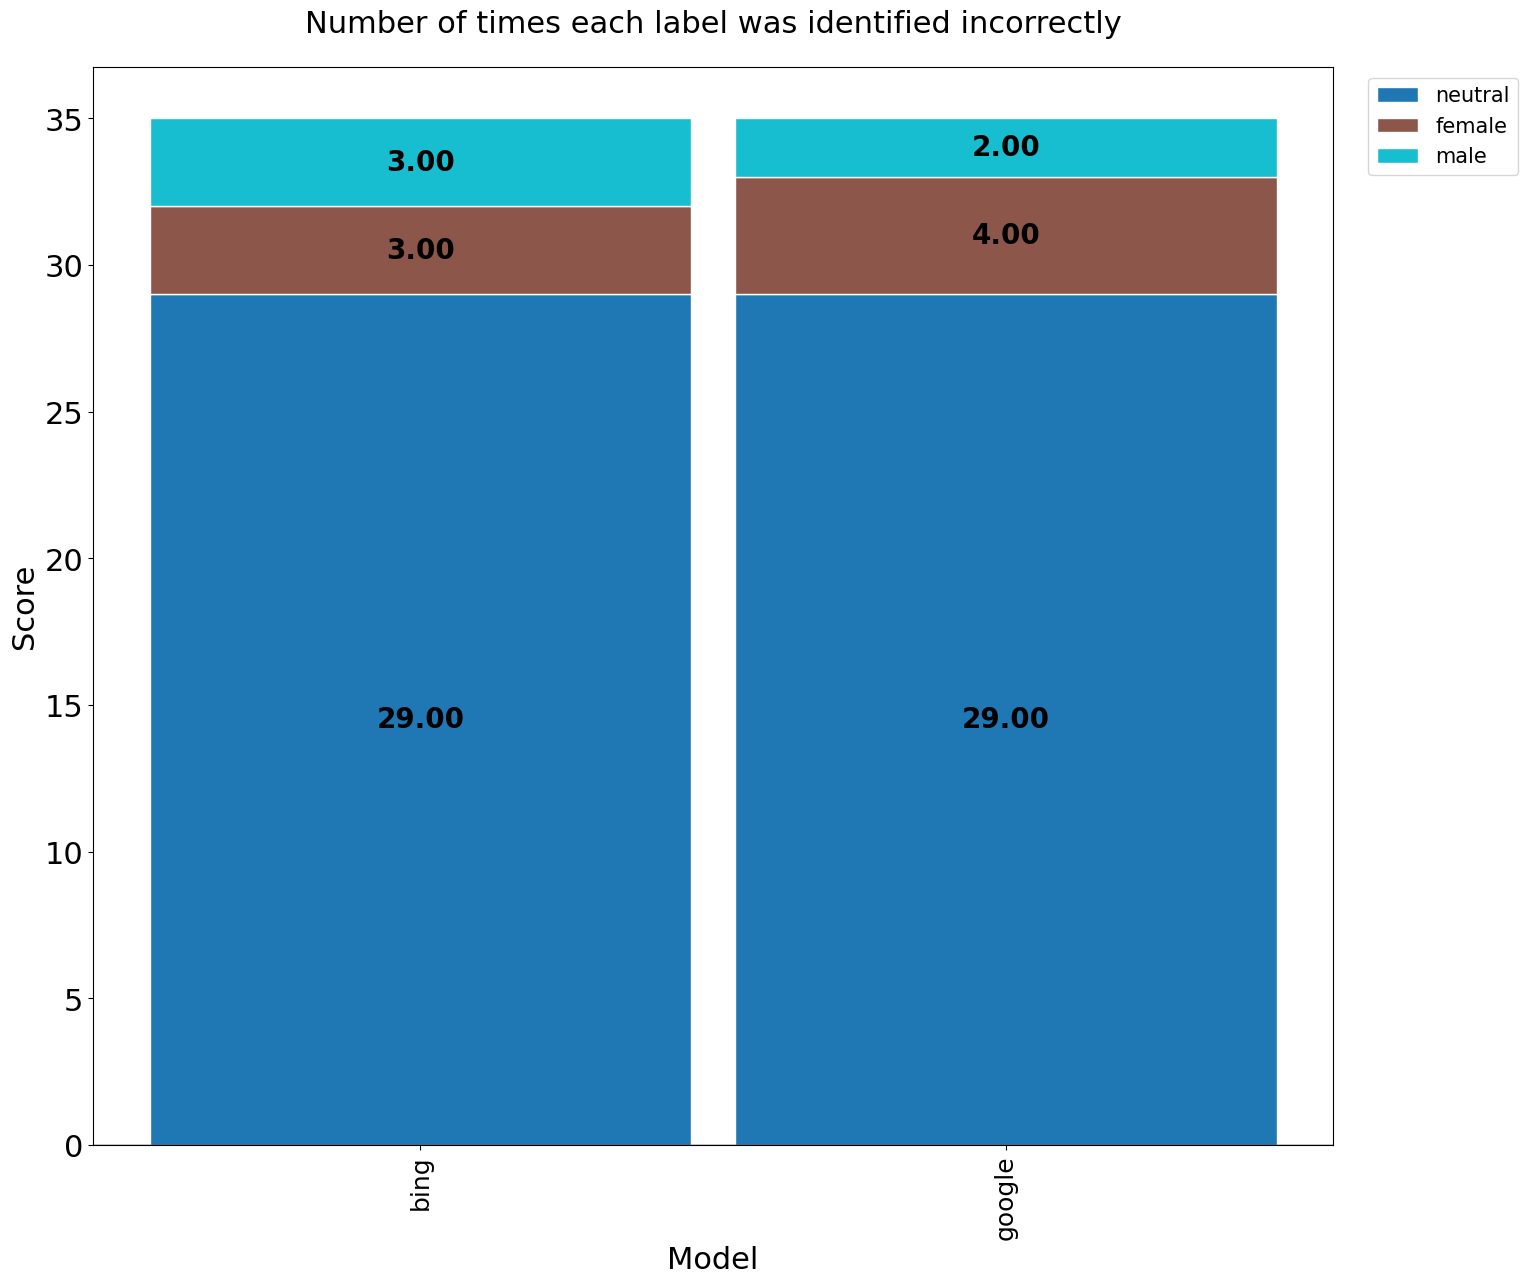 Number of times each label was identified incorrectly
neutral
female
male
35
30
25
20
15
10
5
0
Score
3.00
3.00
29.00
2.00
4.00
29.00
bing
google
Model